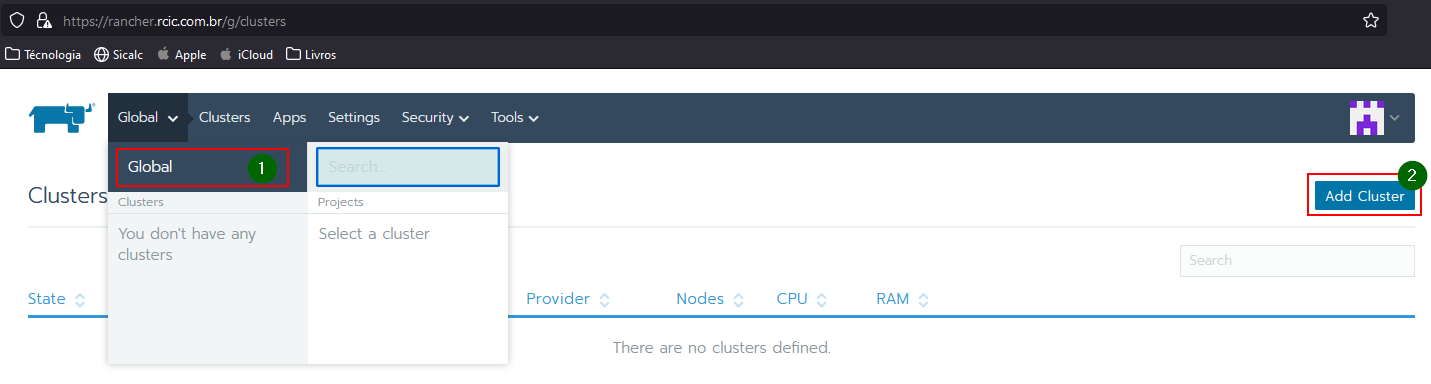 https://rancher.rcic.com.br/g/clusters
Técnologia Sicalc Apple iCloud Livros
Global Clusters Apps Settings Security Tools
Global 1 Search...
Clusters
2
Add Cluster
Clusters Projects
You don't have any clusters
Select a cluster
Search
State Provider Nodes CPU RAM
There are no clusters defined.